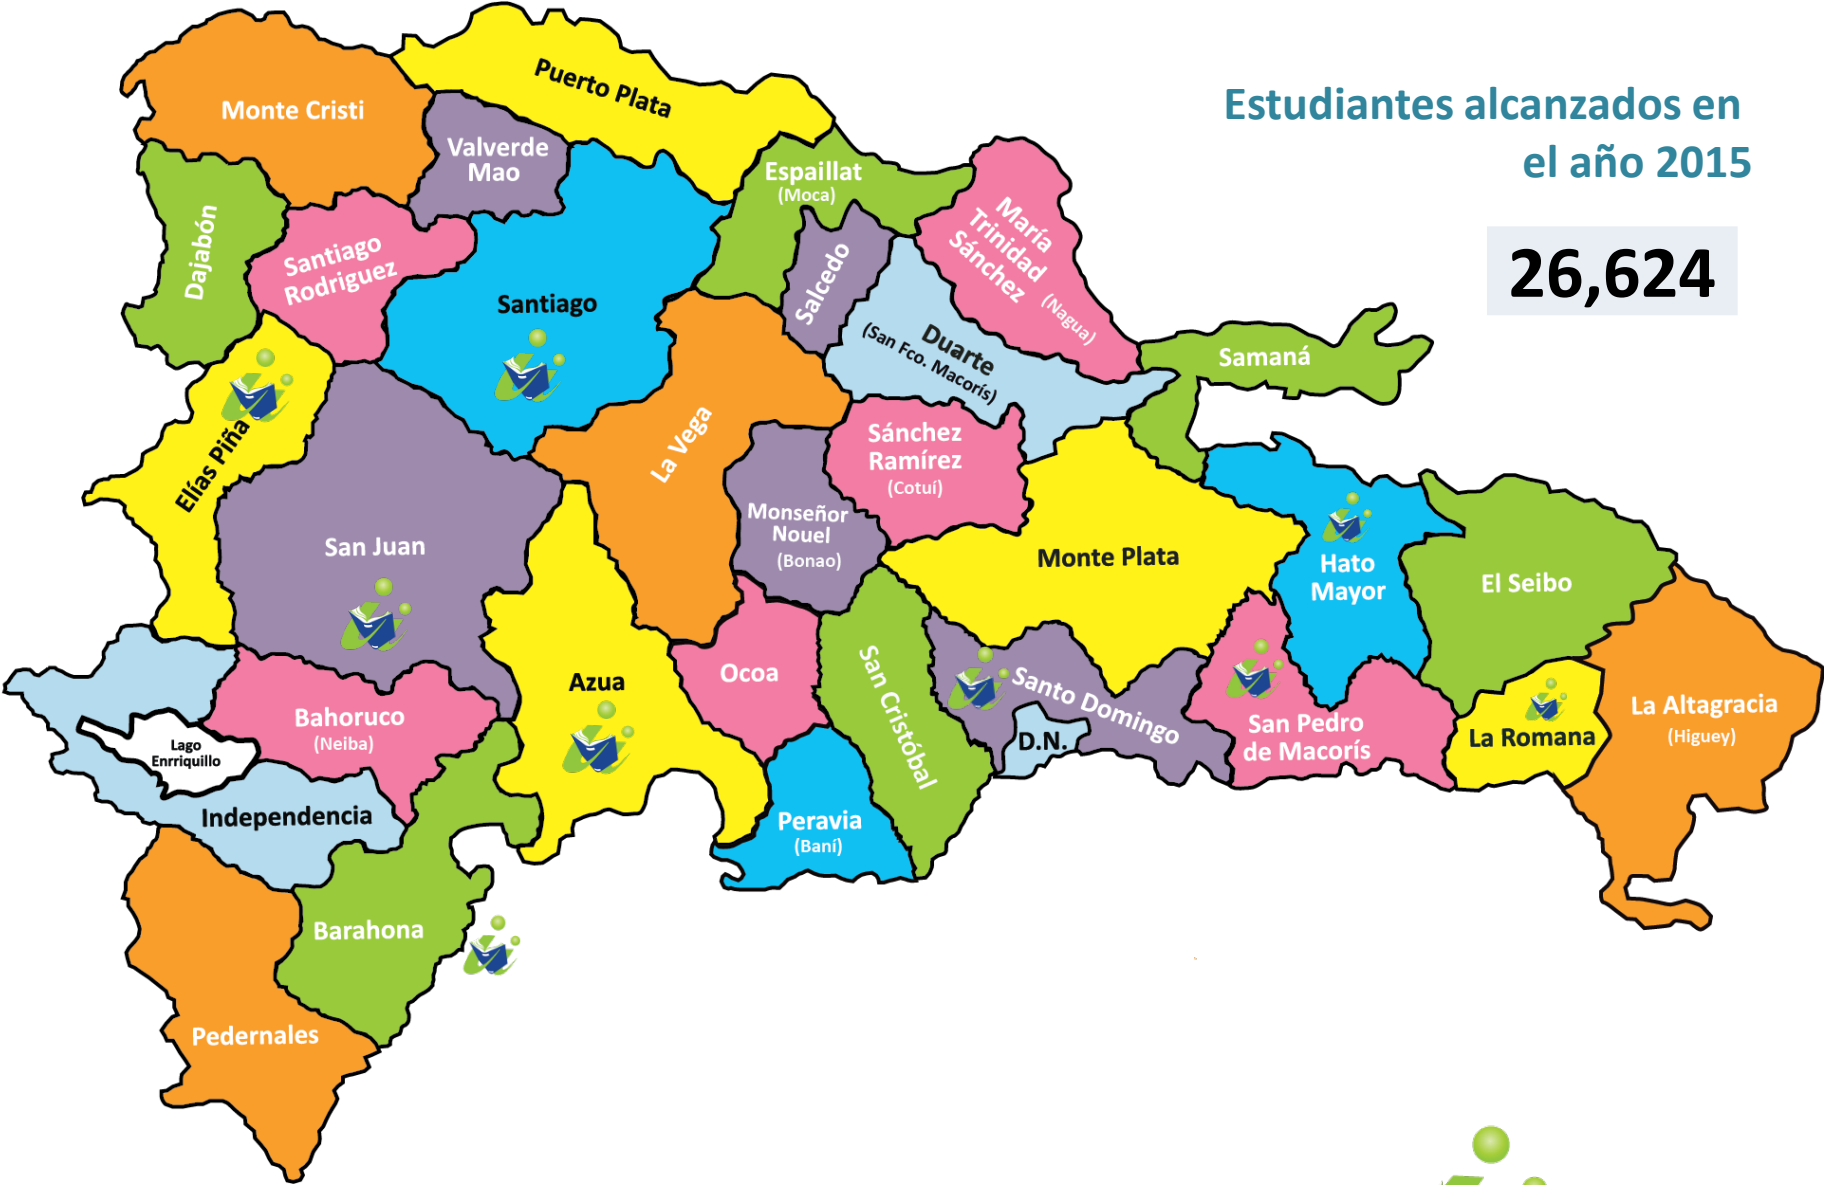 Estudiantes alcanzados en
el año 2015
26,624
Monte Cristi
Puerto Plata
Valverde
Mao
Espaillat
(Moca)
María
Trinidad
Sánchez
(Nagua)
Dajabón
Santiago
Rodriguez
Santiago
Salcedo
Duarte
(San Fco. Macorís)
Samaná
Elías Piña
La Vega
Sánchez
Ramírez
(Cotuí)
San Juan
Monseñor
Nouel
(Bonao)
Monte Plata
Hato
Mayor
El Seibo
Azua
Ocoa
San Cristóbal
Santo Domingo
D.N.
San Pedro
de Macorís
La Romana
La Altagracia
(Higuey)
Bahoruco
(Neiba)
Lago
Enrriquillo
Independencia
Peravia
(Baní)
Barahona
Pedernales